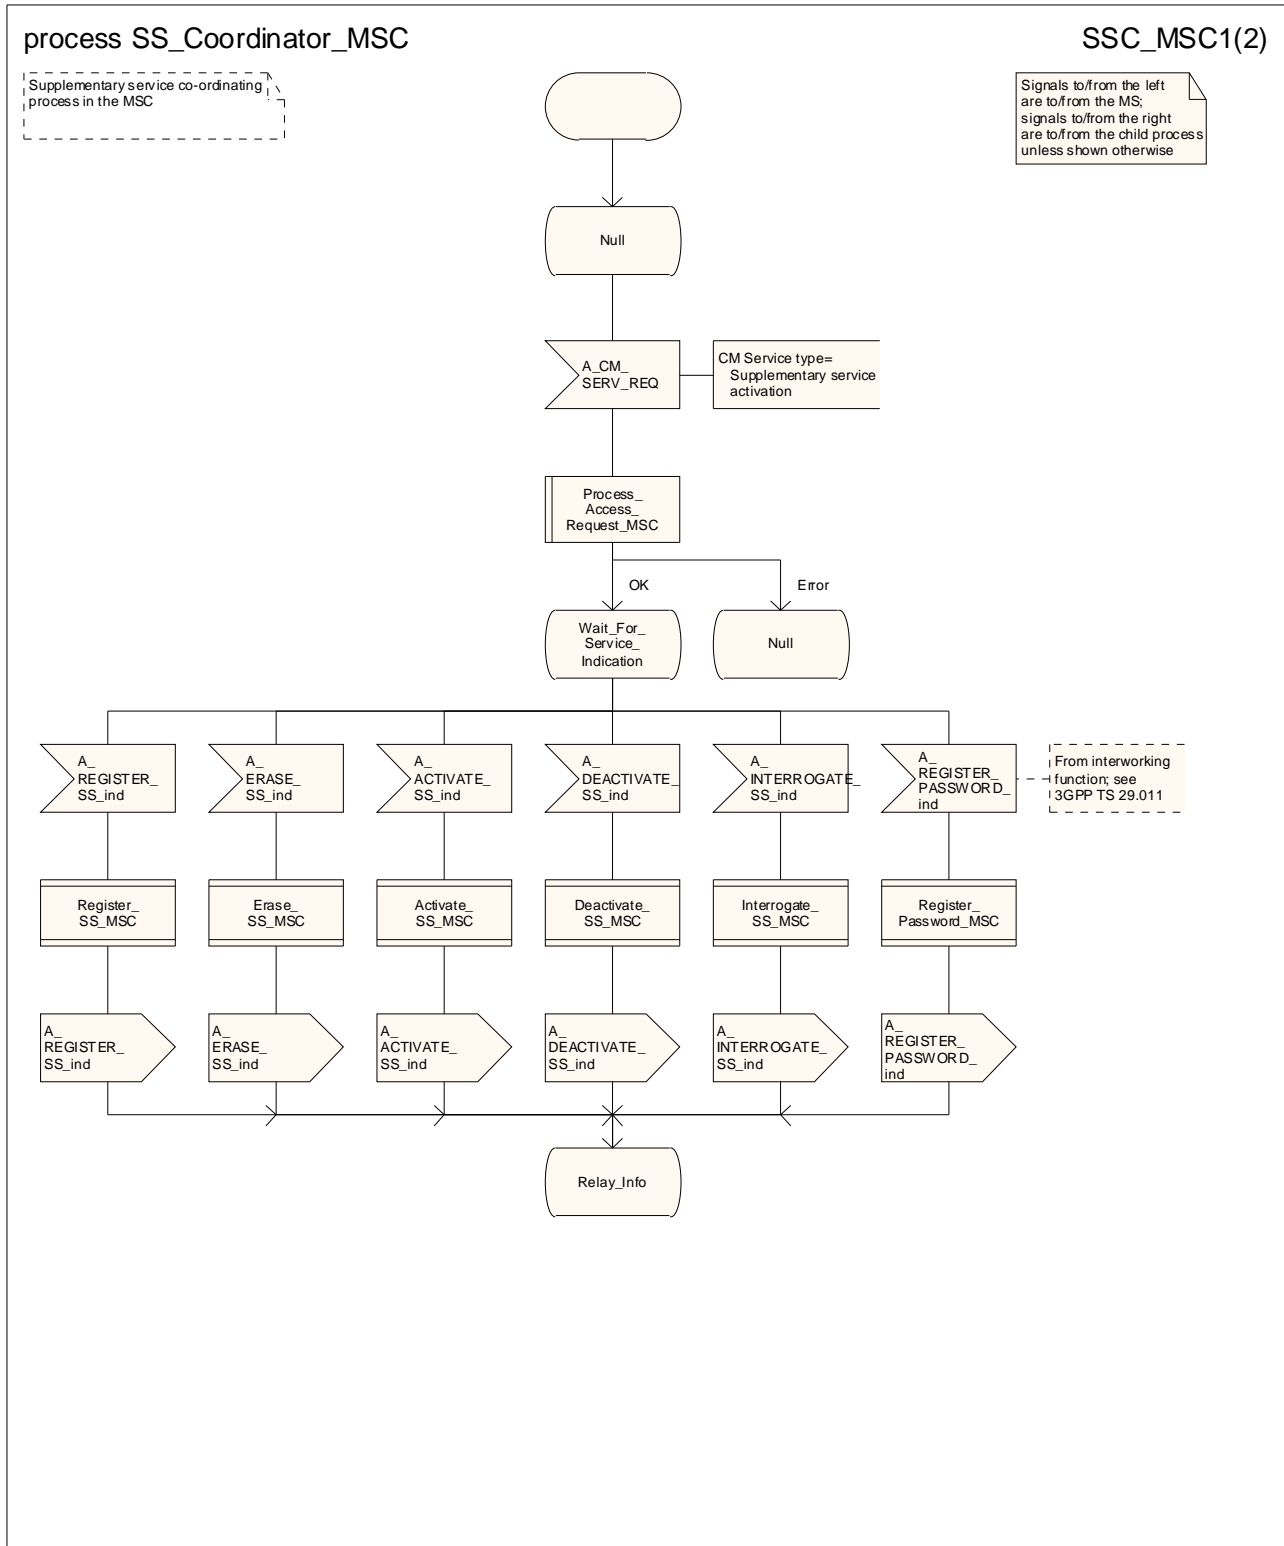 process SS_Coordinator_MSC
SSC_MSC1(2)
Supplementary service co-ordinating
process in the MSC
Signals to/from the left
are to/from the MS;
signals to/from the right
are to/from the child process
unless shown otherwise
Null
A_CM_
SERV_REQ
CM Service type=
Supplementary service
activation
Process_
Access_
Request_MSC
OK
Error
Wait_For_
Service_
Indication
Null
A_
REGISTER_
SS_ind
A_
ERASE_
SS_ind
A_
ACTIVATE_
SS_ind
A_
DEACTIVATE_
SS_ind
A_
INTERROGATE_
SS_ind
A_
REGISTER_
PASSWORD_
ind
From interworking
function; see
3GPP TS 29.011
Register_
SS_MSC
Erase_
SS_MSC
Activate_
SS_MSC
Deactivate_
SS_MSC
Interrogate_
SS_MSC
Register_
Password_MSC
A_
REGISTER_
SS_ind
A_
ERASE_
SS_ind
A_
ACTIVATE_
SS_ind
A_
DEACTIVATE_
SS_ind
A_
INTERROGATE_
SS_ind
A_
REGISTER_
PASSWORD_
ind
Relay_Info